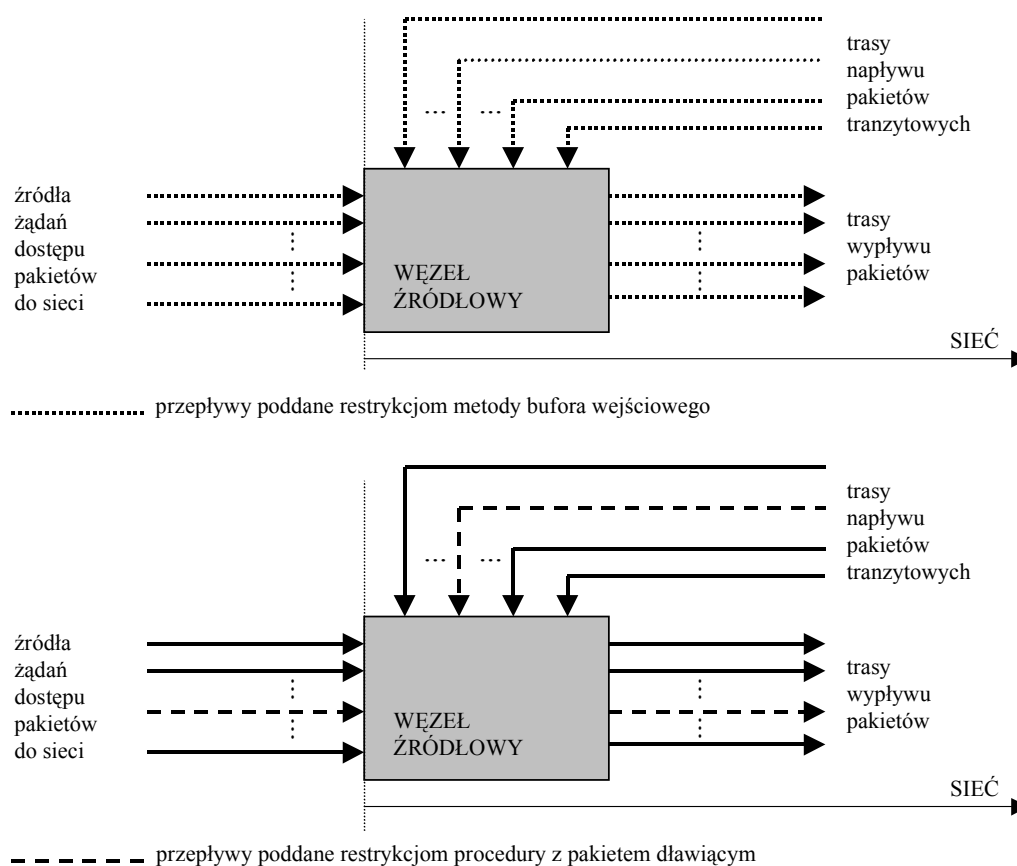 trasy
napływu
pakietów
tranzytowych
... ...
źródła
żądań
dostępu
pakietów
do sieci
WĘZEŁ
ŹRÓDŁOWY
trasy
wypływu
pakietów
SIEĆ
przepływy poddane restrykcjom metody bufora wejściowego
trasy
napływu
pakietów
tranzytowych
... ...
źródła
żądań
dostępu
pakietów
do sieci
WĘZEŁ
ŹRÓDŁOWY
trasy
wypływu
pakietów
SIEĆ
przepływy poddane restrykcjom procedury z pakietem dławiącym